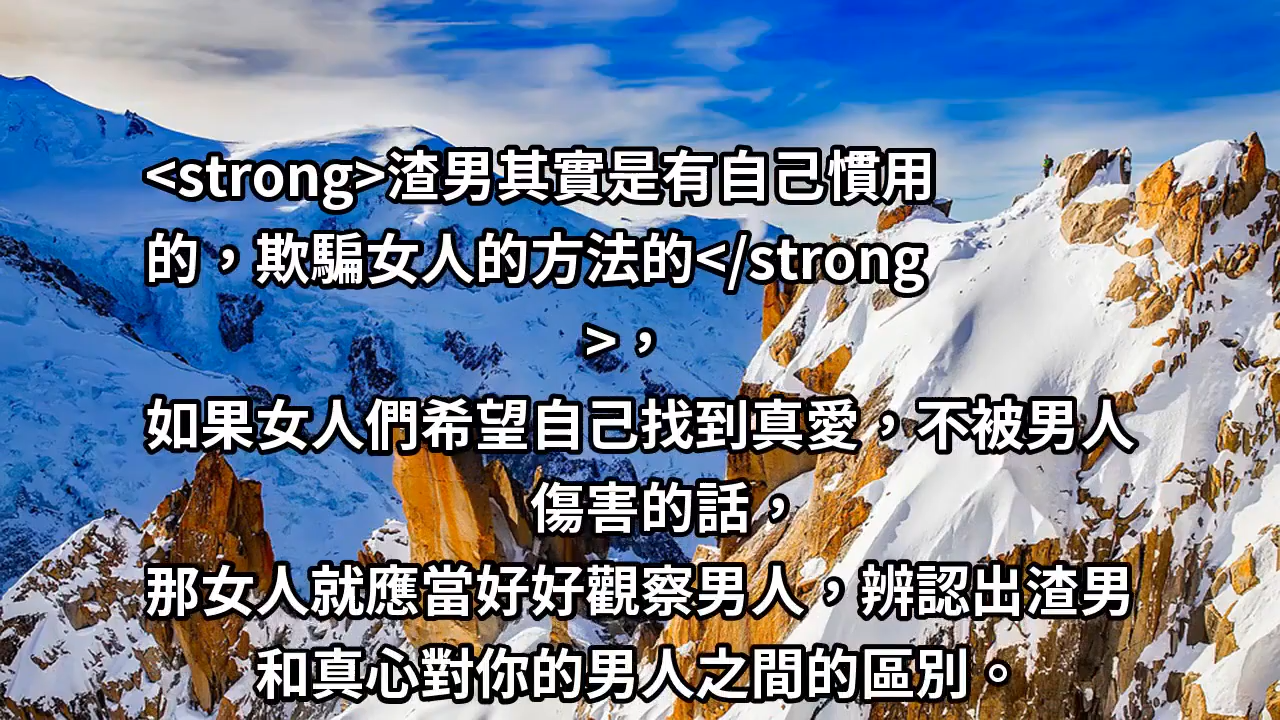 <strong>渣男其實是有自己慣用
的，欺騙女人的方法的</strong
>，
如果女人們希望自己找到真愛，不被男人
傷害的話，
那女人就應當好好觀察男人，辨認出渣男
和真心對你的男人之間的區別。